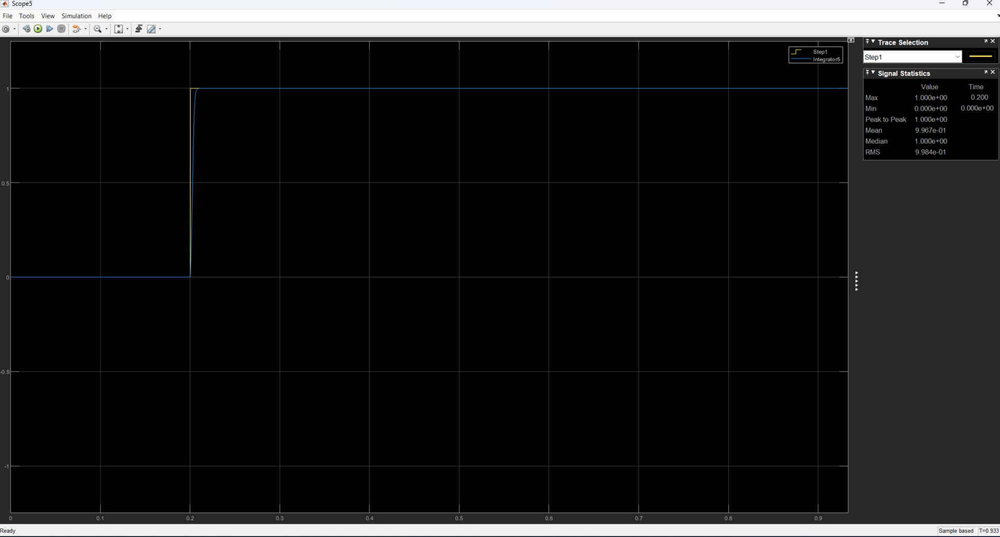 Scope5
File Tools View Simulation Help
Step1
Integrator5
1
0.5
0
-0.5
-1
0 0.1 0.2 0.3 0.4 0.5 0.6 0.7 0.8 0.9
Trace Selection
Step1
Signal Statistics
Value Time
Max 1.000e+00 0.200
Min 0.000e+00 0.000e+00
Peak to Peak 1.000e+00
Mean 9.967e-01
Median 1.000e+00
RMS 9.984e-01
Ready Sample based T=0.933